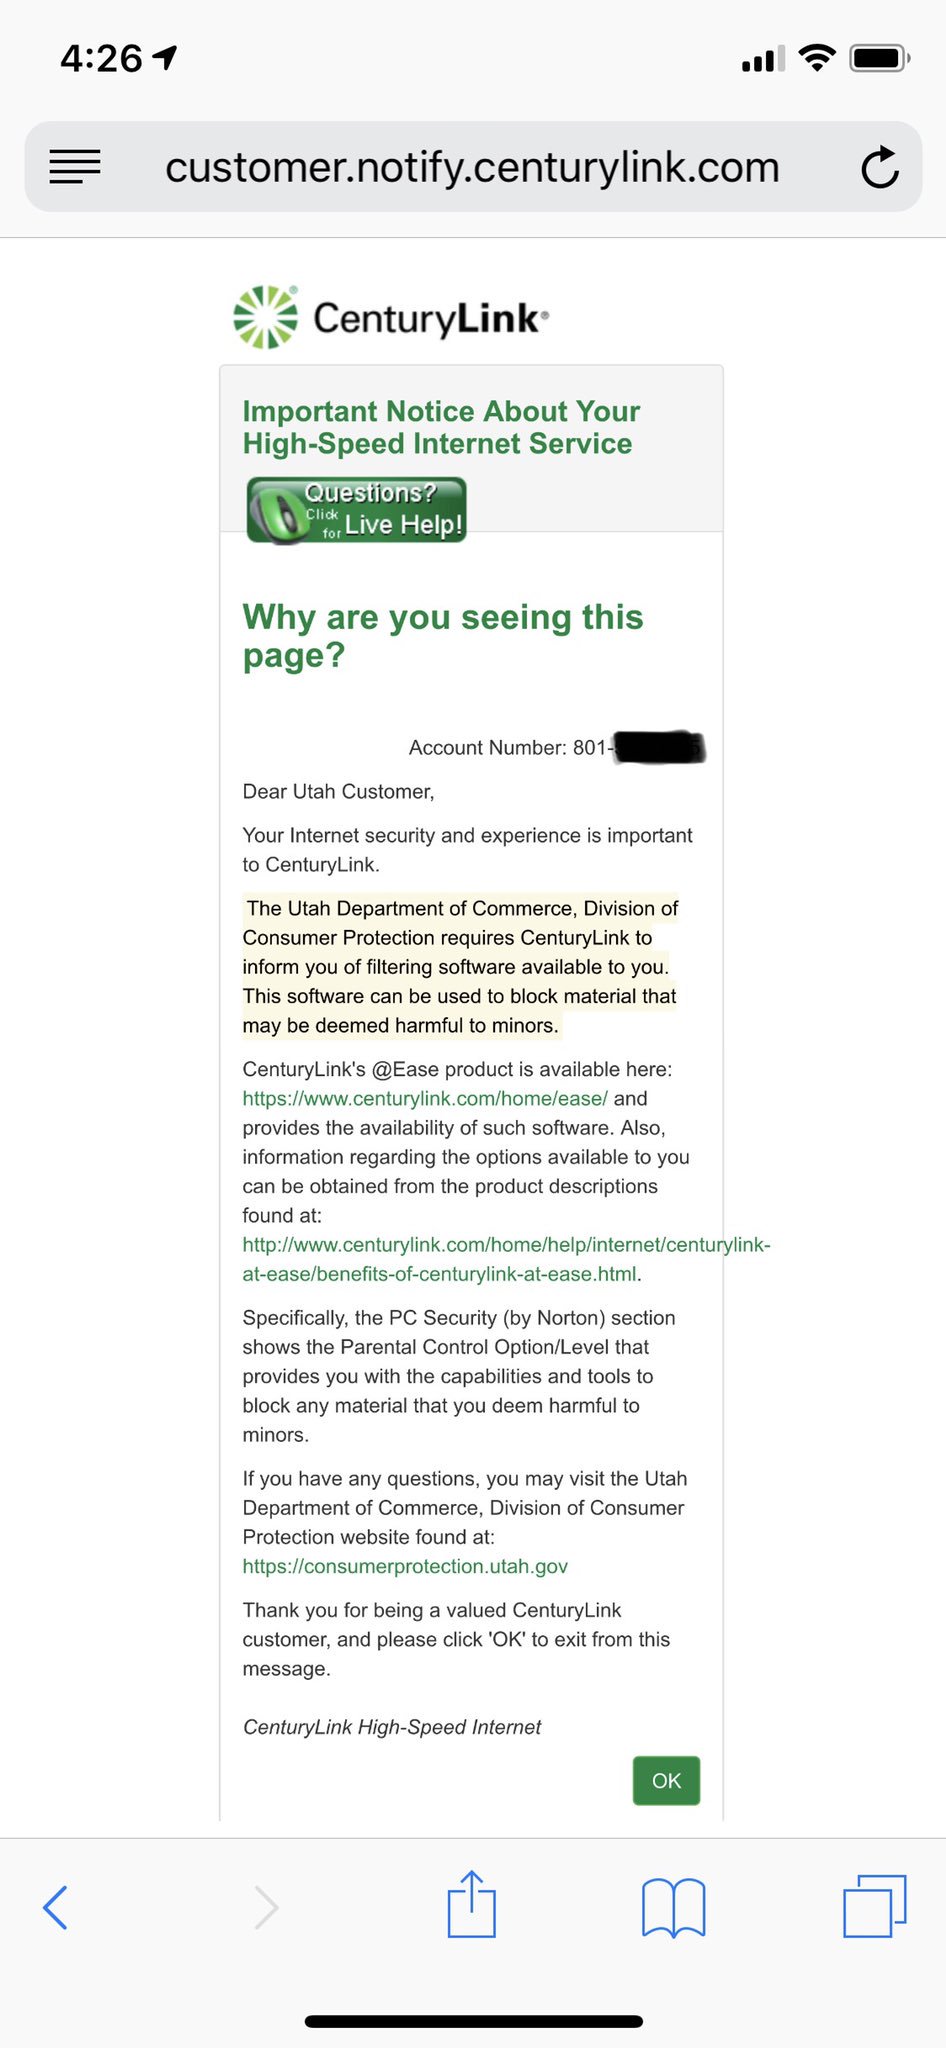 4:26
customer.notify.centurylink.com
CenturyLink®
Important Notice About Your
High-Speed Internet Service
Questions?
Click
for Live Help!
Why are you seeing this
page?
Account Number: 801-
Dear Utah Customer,
Your Internet security and experience is important
to CenturyLink.
The Utah Department of Commerce, Division of
Consumer Protection requires CenturyLink to
inform you of filtering software available to you.
This software can be used to block material that
may be deemed harmful to minors.
CenturyLink's @Ease product is available here:
https://www.centurylink.com/home/ease/ and
provides the availability of such software. Also,
information regarding the options available to you
can be obtained from the product descriptions
found at:
http://www.centurylink.com/home/help/internet/centurylink-
at-ease/benefits-of-centurylink-at-ease.html.
Specifically, the PC Security (by Norton) section
shows the Parental Control Option/Level that
provides you with the capabilities and tools to
block any material that you deem harmful to
minors.
If you have any questions, you may visit the Utah
Department of Commerce, Division of Consumer
Protection website found at:
https://consumerprotection.utah.gov
Thank you for being a valued CenturyLink
customer, and please click 'OK' to exit from this
message.
CenturyLink High-Speed Internet
OK